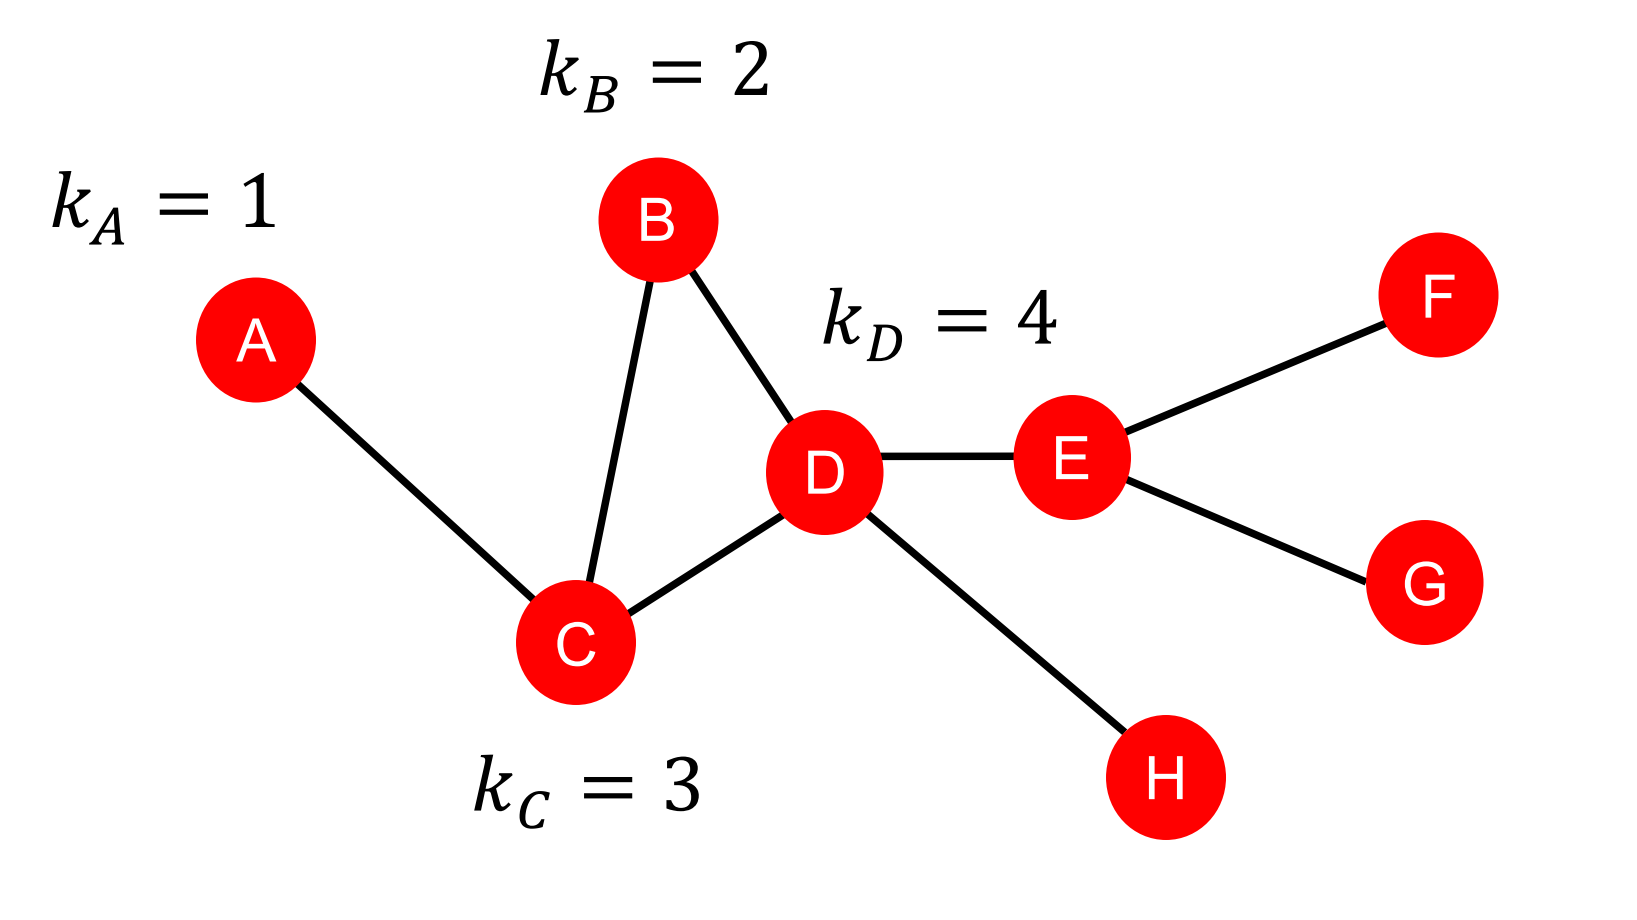 k_B = 2
k_A = 1
B
F
k_D = 4
A
E
D
G
C
H
k_C = 3